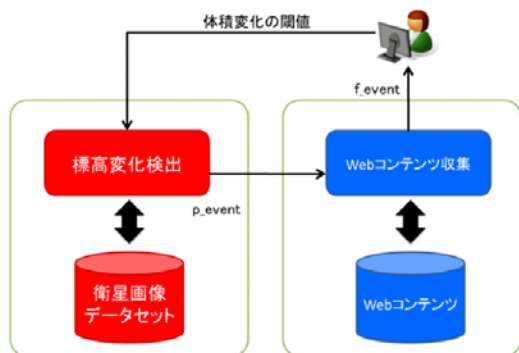 体積変化の閾値
f_event
標高変化検出
Webコンテンツ収集
p_event
衛星画像
データセット
Webコンテンツ